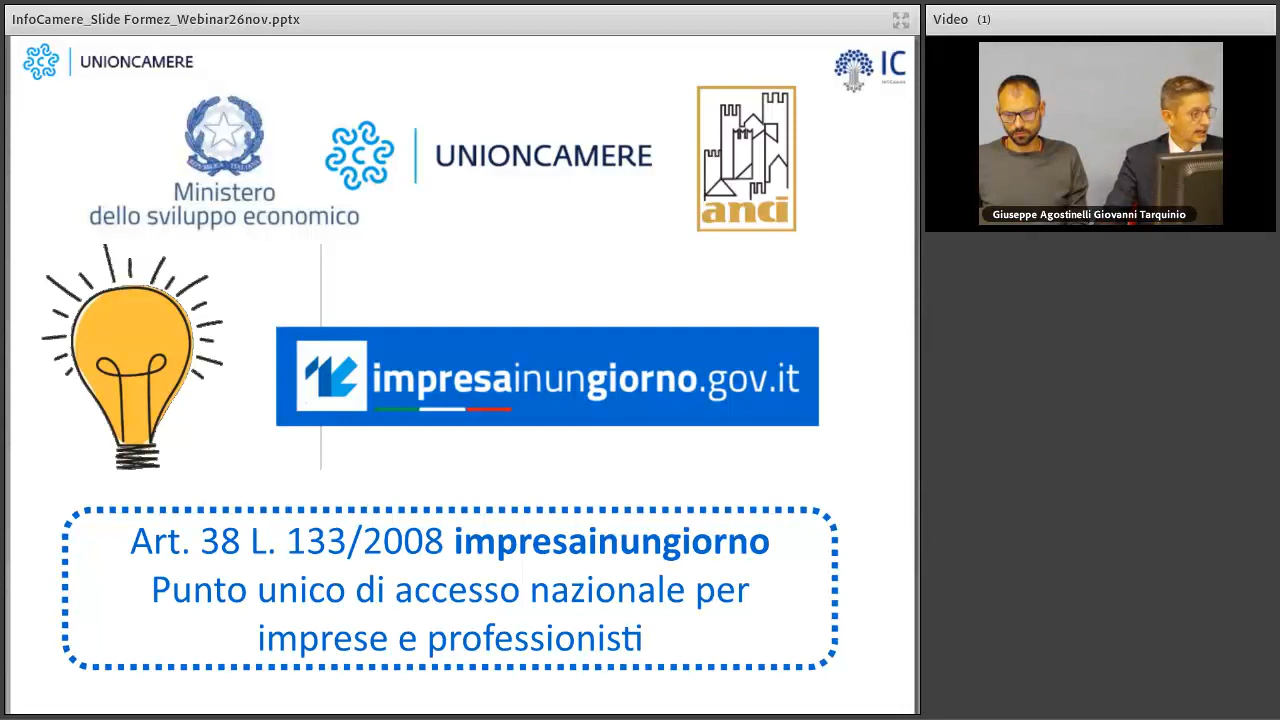 InfoCamere_Slide Formez_Webinar26nov.pptx
Video (1)
UNIONCAMERE
IC
InfoCamere
Ministero
dello sviluppo economico
UNIONCAMERE
anci
Giuseppe Agostinelli Giovanni Tarquinio
impresainungiorno.gov.it
Art. 38 L. 133/2008 impresainungiorno
Punto unico di accesso nazionale per
imprese e professionisti